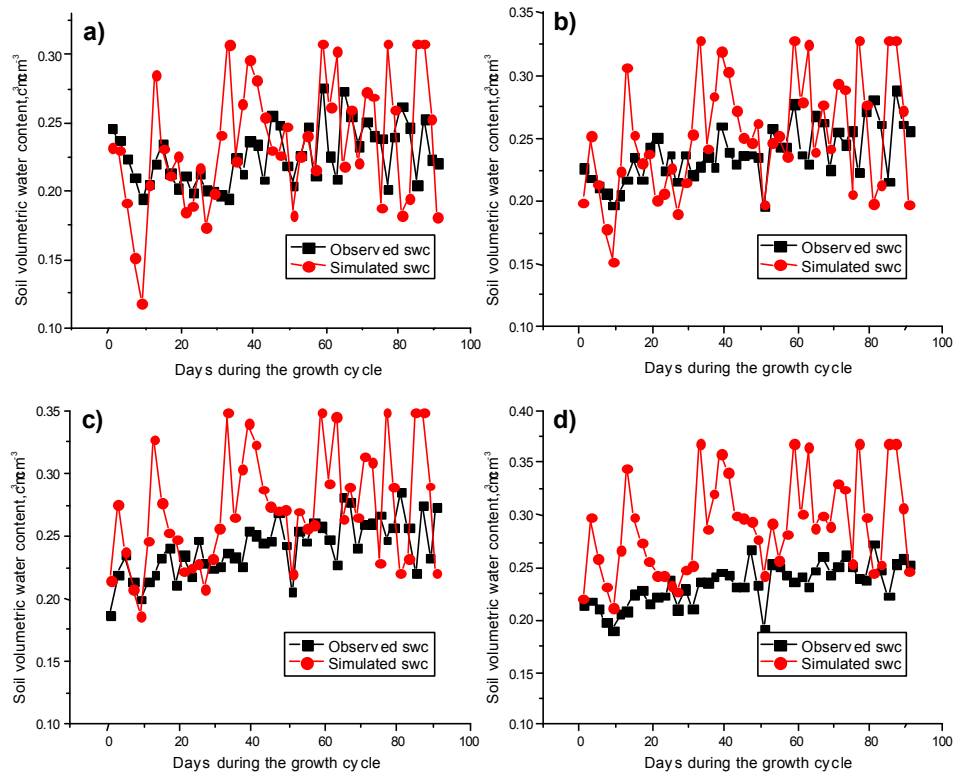 a)
0.30
0.25
0.20
0.15
0.10
Soil volumetric water content,cm³cm⁻³
Observed swc
Simulated swc
0 20 40 60 80 100
Days during the growth cycle
b)
0.35
0.30
0.25
0.20
0.15
0.10
Soil volumetric water content,cm³cm⁻³
Observed swc
Simulated swc
0 20 40 60 80 100
Days during the growth cycle
c)
0.35
0.30
0.25
0.20
0.15
0.10
Soil volumetric water content,cm³cm⁻³
Observed swc
Simulated swc
0 20 40 60 80 100
Days during the growth cycle
d)
0.40
0.35
0.30
0.25
0.20
0.15
0.10
Soil volumetric water content,cm³cm⁻³
Observed swc
Simulated swc
0 20 40 60 80 100
Days during the growth cycle